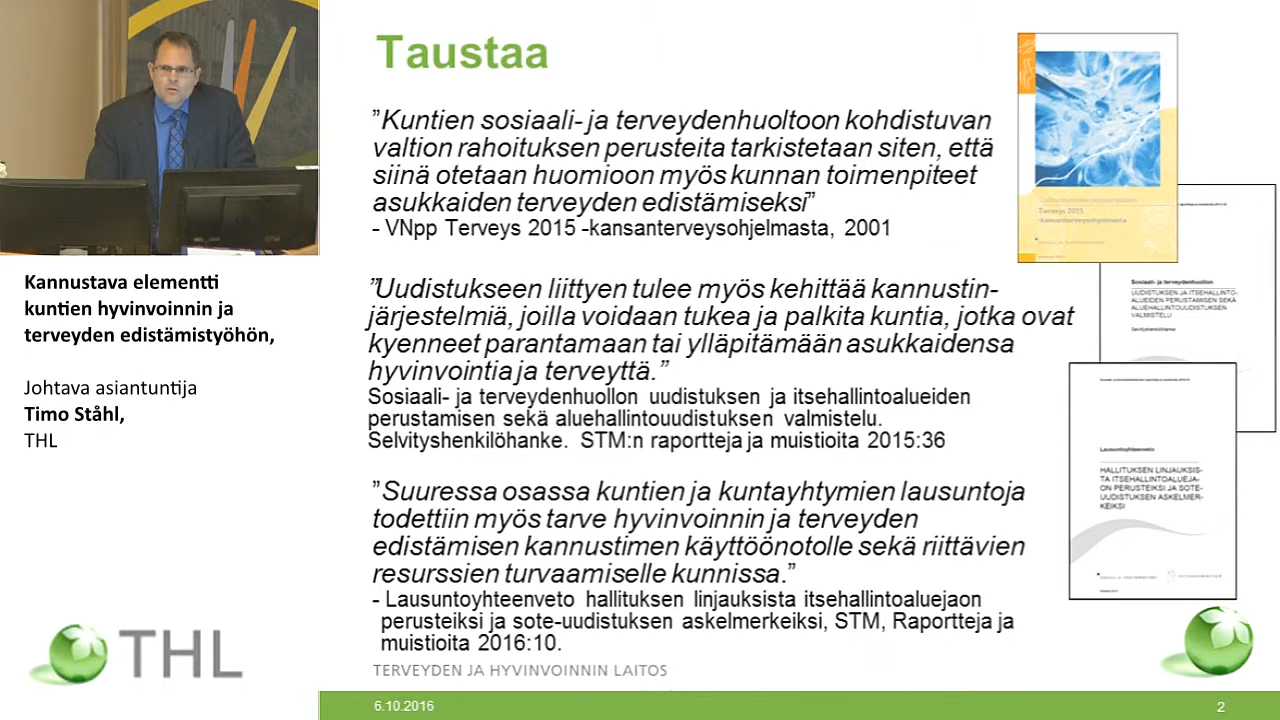 Taustaa
”Kuntien sosiaali- ja terveydenhuoltoon kohdistuvan
valtion rahoituksen perusteita tarkistetaan siten, että
siinä otetaan huomioon myös kunnan toimenpiteet
asukkaiden terveyden edistämiseksi”
- VNpp Terveys 2015 -kansanterveysohjelmasta, 2001
”Uudistukseen liittyen tulee myös kehittää kannustin-
järjestelmiä, joilla voidaan tukea ja palkita kuntia, jotka ovat
kyenneet parantamaan tai ylläpitämään asukkaidensa
hyvinvointia ja terveyttä.”
Sosiaali- ja terveydenhuollon uudistuksen ja itsehallintoalueiden
perustamisen sekä aluehallintouudistuksen valmistelu.
Selvityshenkilöhanke. STM:n raportteja ja muistioita 2015:36
”Suuressa osassa kuntien ja kuntayhtymien lausuntoja
todettiin myös tarve hyvinvoinnin ja terveyden
edistämisen kannustimen käyttöönotolle sekä riittävien
resurssien turvaamiselle kunnissa.”
- Lausuntoyhteenveto hallituksen linjauksista itsehallintoaluejaon
perusteiksi ja sote-uudistuksen askelmerkeiksi, STM, Raportteja ja
muistioita 2016:10.
TERVEYDEN JA HYVINVOINNIN LAITOS
6.10.2016
2
Kannustava elementti
kuntien hyvinvoinnin ja
terveyden edistämistyöhön,
Johtava asiantuntija
Timo Ståhl,
THL
THL
Terveys 2015
-kansanterveysohjelmasta
Sosiaali- ja terveydenhuollon
UUDISTUKSEN JA ITSEHALLINTO-
ALUEIDEN PERUSTAMISEN SEKÄ
ALUEHALLINTOUUDISTUKSEN
VALMISTELU
Selvityshenkilöhanke
Lausuntoyhteenveto
HALLITUKSEN LINJAUKSIS-
TA ITSEHALLINTOALUEJA-
ON PERUSTEIKSI JA SOTE-
UUDISTUKSEN ASKELMER-
KEIKSI